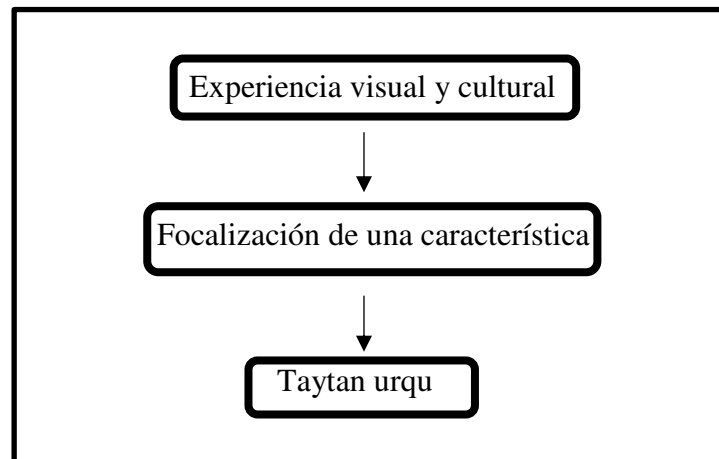 Experiencia visual y cultural
Focalización de una característica
Taytan urqu